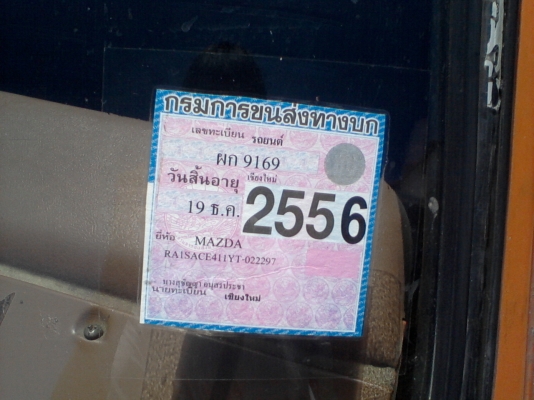 กรมการขนส่งทางบก
เลขทะเบียน รถยนต์
ผก 9169
เชียงใหม่
วันสิ้นอายุ
19 ธ.ค. 2556
ยี่ห้อ MAZDA
RA1SACE411YT-022297
นายทะเบียน เชียงใหม่